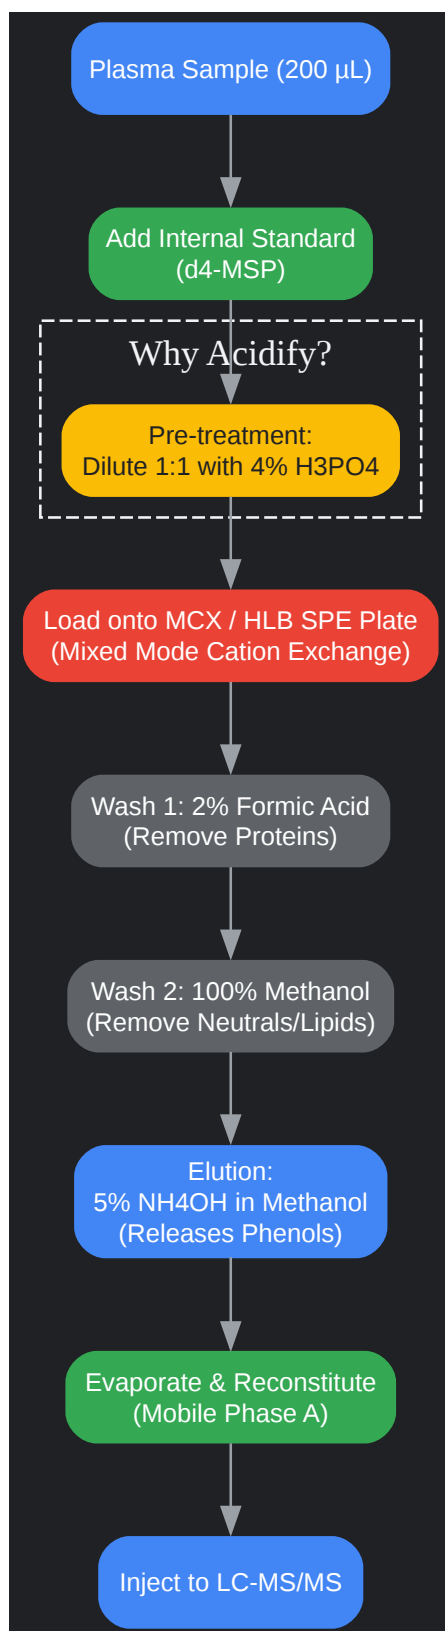 Plasma Sample (200 µL)
Add Internal Standard
(d4-MSP)
Why Acidify?
Pre-treatment:
Dilute 1:1 with 4% H3PO4
Load onto MCX / HLB SPE Plate
(Mixed Mode Cation Exchange)
Wash 1: 2% Formic Acid
(Remove Proteins)
Wash 2: 100% Methanol
(Remove Neutrals/Lipids)
Elution:
5% NH4OH in Methanol
(Releases Phenols)
Evaporate & Reconstitute
(Mobile Phase A)
Inject to LC-MS/MS